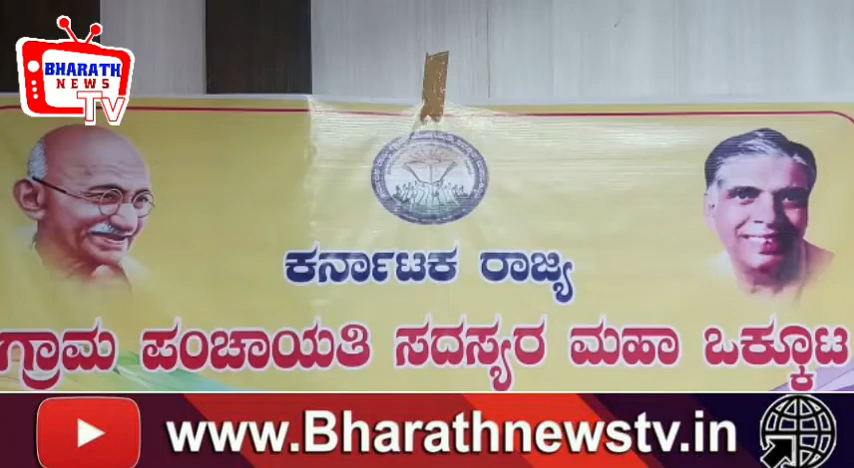 BHARATH
NEWS
TV
ಕರ್ನಾಟಕ ರಾಜ್ಯ
ಗ್ರಾಮ ಪಂಚಾಯತಿ ಸದಸ್ಯರ ಮಹಾ ಒಕ್ಕೂಟ
www.Bharathnewstv.in